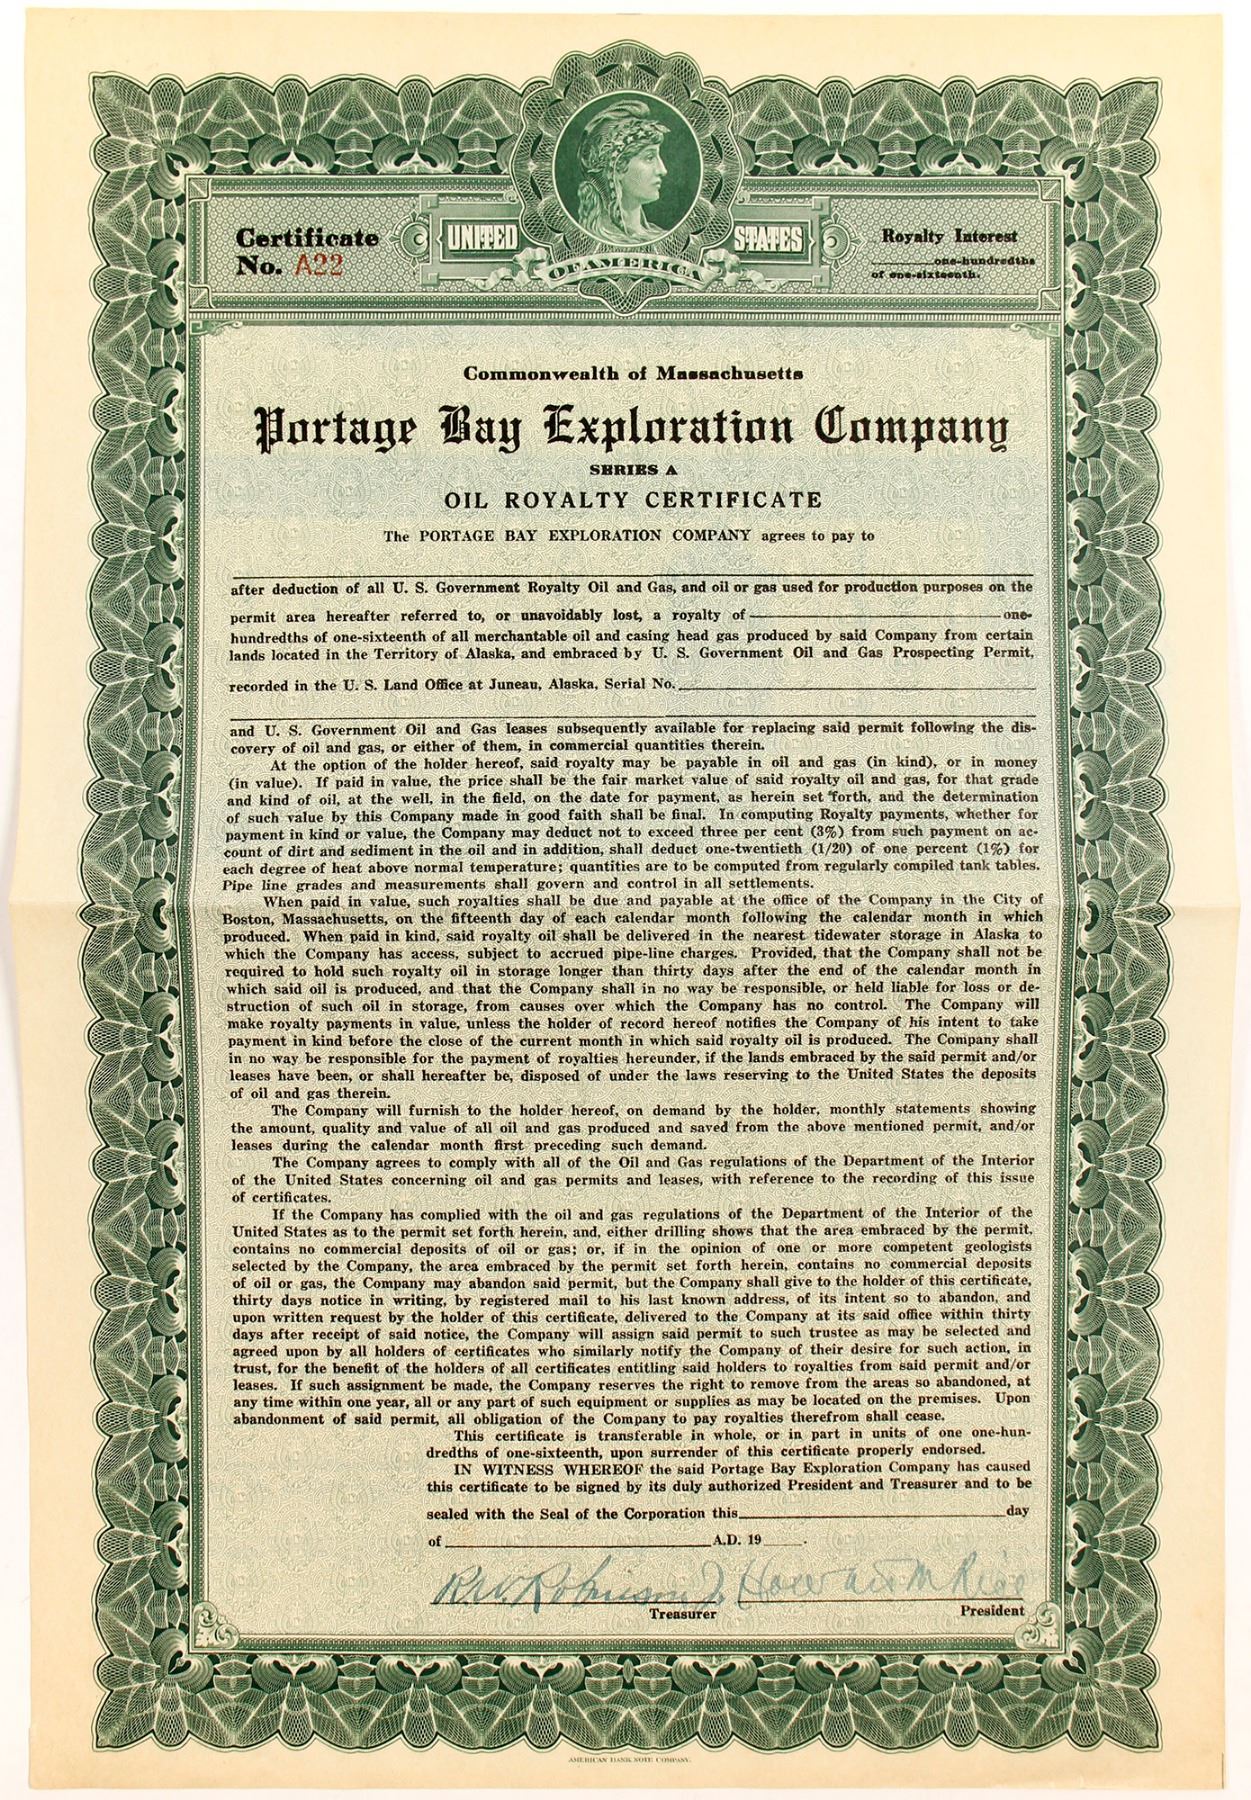 Certificate
No. A22
UNITED STATES
OF AMERICA
Royalty Interest
one-hundredths
of one-sixteenth.
Commonwealth of Massachusetts
Portage Bay Exploration Company
SERIES A
OIL ROYALTY CERTIFICATE
The PORTAGE BAY EXPLORATION COMPANY agrees to pay to
after deduction of all U. S. Government Royalty Oil and Gas, and oil or gas used for production purposes on the
permit area hereafter referred to, or unavoidably lost, a royalty of one-
hundredths of one-sixteenth of all merchantable oil and casing head gas produced by said Company from certain
lands located in the Territory of Alaska, and embraced by U. S. Government Oil and Gas Prospecting Permit,
recorded in the U. S. Land Office at Juneau, Alaska, Serial No.
and U. S. Government Oil and Gas leases subsequently available for replacing said permit following the dis-
covery of oil and gas, or either of them, in commercial quantities therein.
At the option of the holder hereof, said royalty may be payable in oil and gas (in kind), or in money
(in value). If paid in value, the price shall be the fair market value of said royalty oil and gas, for that grade
and kind of oil, at the well, in the field, on the date for payment, as herein set forth, and the determination
of such value by this Company made in good faith shall be final. In computing Royalty payments, whether for
payment in kind or value, the Company may deduct not to exceed three per cent (3%) from such payment on ac-
count of dirt and sediment in the oil and in addition, shall deduct one-twentieth (1/20) of one percent (1%) for
each degree of heat above normal temperature; quantities are to be computed from regularly compiled tank tables.
Pipe line grades and measurements shall govern and control in all settlements.
When paid in value, such royalties shall be due and payable at the office of the Company in the City of
Boston, Massachusetts, on the fifteenth day of each calendar month following the calendar month in which
produced. When paid in kind, said royalty oil shall be delivered in the nearest tidewater storage in Alaska to
which the Company has access, subject to accrued pipe-line charges. Provided, that the Company shall not be
required to hold such royalty oil in storage longer than thirty days after the end of the calendar month in
which said oil is produced, and that the Company shall in no way be responsible, or held liable for loss or de-
struction of such oil in storage, from causes over which the Company has no control. The Company will
make royalty payments in value, unless the holder of record hereof notifies the Company of his intent to take
payment in kind before the close of the current month in which said royalty oil is produced. The Company shall
in no way be responsible for the payment of royalties hereunder, if the lands embraced by the said permit and/or
leases have been, or shall hereafter be, disposed of under the laws reserving to the United States the deposits
of oil and gas therein.
The Company will furnish to the holder hereof, on demand by the holder, monthly statements showing
the amount, quality and value of all oil and gas produced and saved from the above mentioned permit, and/or
leases during the calendar month first preceding such demand.
The Company agrees to comply with all of the Oil and Gas regulations of the Department of the Interior
of the United States concerning oil and gas permits and leases, with reference to the recording of this issue
of certificates.
If the Company has complied with the oil and gas regulations of the Department of the Interior of the
United States as to the permit set forth herein, and, either drilling shows that the area embraced by the permit,
contains no commercial deposits of oil or gas; or, if in the opinion of one or more competent geologists
selected by the Company, the area embraced by the permit set forth herein, contains no commercial deposits
of oil or gas, the Company may abandon said permit, but the Company shall give to the holder of this certificate,
thirty days notice in writing, by registered mail to his last known address, of its intent so to abandon, and
upon written request by the holder of this certificate, delivered to the Company at its said office within thirty
days after receipt of said notice, the Company will assign said permit to such trustee as may be selected and
agreed upon by all holders of certificates who similarly notify the Company of their desire for such action, in
trust, for the benefit of the holders of all certificates entitling said holders to royalties from said permit and/or
leases. If such assignment be made, the Company reserves the right to remove from the areas so abandoned, at
any time within one year, all or any part of such equipment or supplies as may be located on the premises. Upon
abandonment of said permit, all obligation of the Company to pay royalties therefrom shall cease.
This certificate is transferable in whole, or in part in units of one one-hun-
dredths of one-sixteenth, upon surrender of this certificate properly endorsed.
IN WITNESS WHEREOF the said Portage Bay Exploration Company has caused
this certificate to be signed by its duly authorized President and Treasurer and to be
sealed with the Seal of the Corporation this day
of A.D. 19 .
R.W. Robinson Jr Howard M Rice
Treasurer President
AMERICAN BANK NOTE COMPANY.